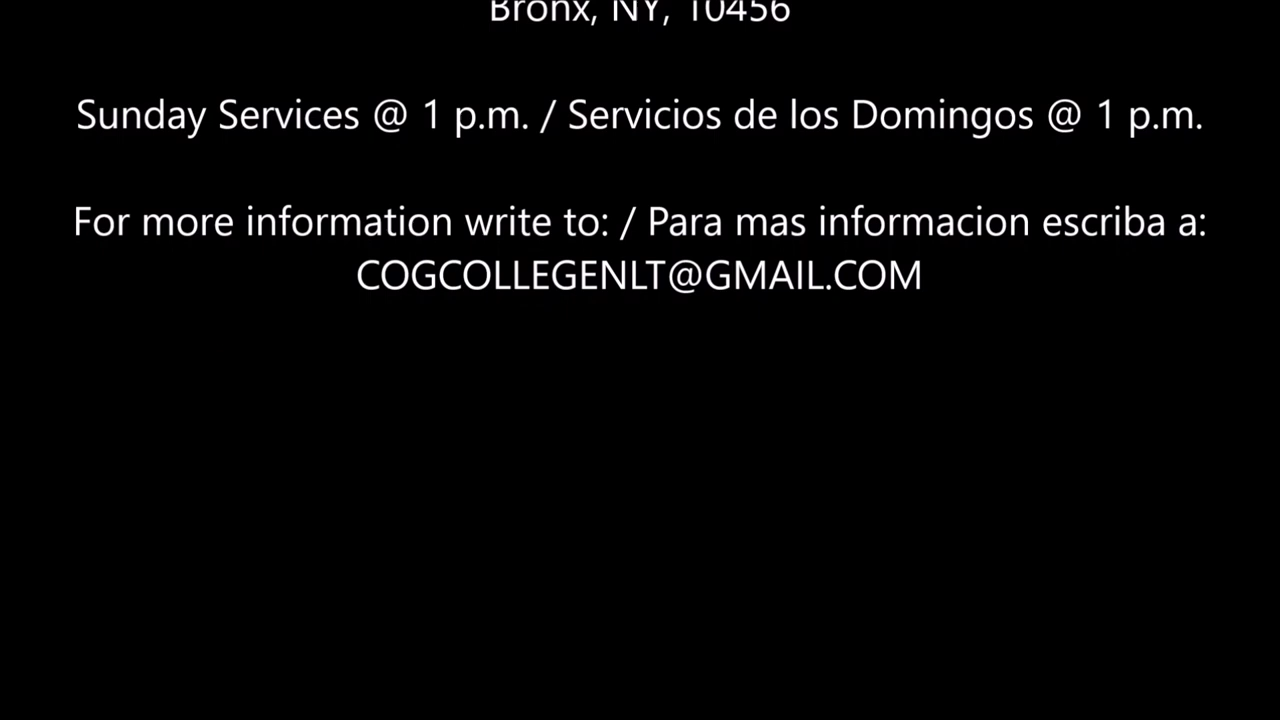 Bronx, NY, 10456
Sunday Services @ 1 p.m. / Servicios de los Domingos @ 1 p.m.
For more information write to: / Para mas informacion escriba a:
COGCOLLEGENLT@GMAIL.COM